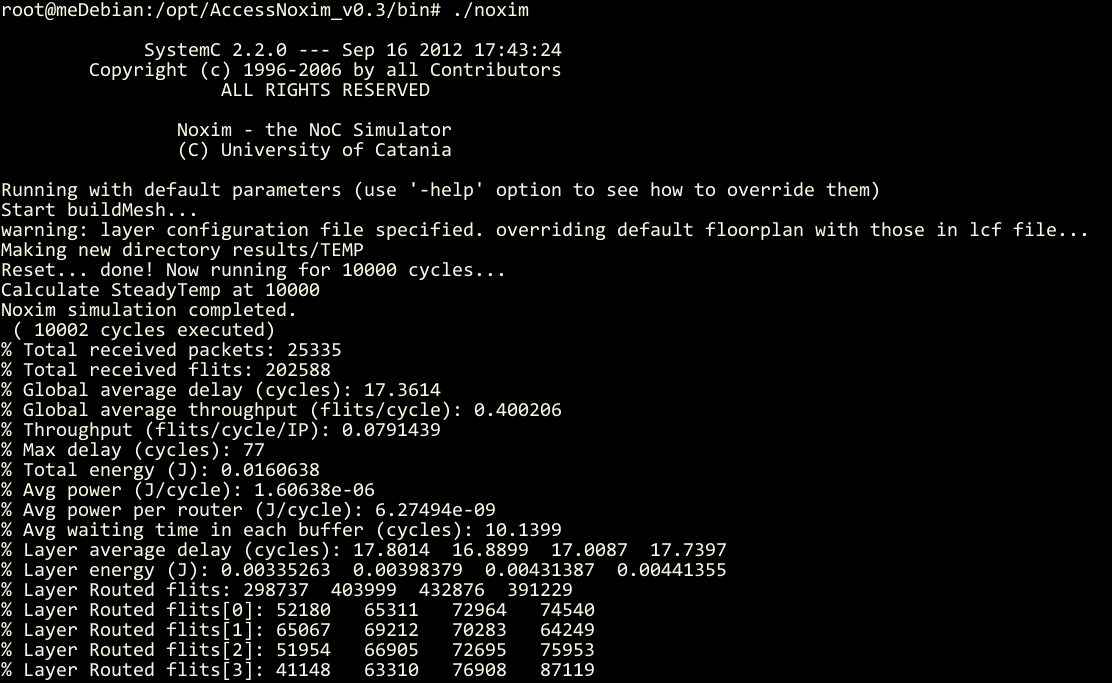 root@meDebian:/opt/AccessNoxim_v0.3/bin# ./noxim
SystemC 2.2.0 --- Sep 16 2012 17:43:24
Copyright (c) 1996-2006 by all Contributors
ALL RIGHTS RESERVED
Noxim - the NoC Simulator
(C) University of Catania
Running with default parameters (use '-help' option to see how to override them)
Start buildMesh...
warning: layer configuration file specified. overriding default floorplan with those in lcf file...
Making new directory results/TEMP
Reset... done! Now running for 10000 cycles...
Calculate SteadyTemp at 10000
Noxim simulation completed.
( 10002 cycles executed)
% Total received packets: 25335
% Total received flits: 202588
% Global average delay (cycles): 17.3614
% Global average throughput (flits/cycle): 0.400206
% Throughput (flits/cycle/IP): 0.0791439
% Max delay (cycles): 77
% Total energy (J): 0.0160638
% Avg power (J/cycle): 1.60638e-06
% Avg power per router (J/cycle): 6.27494e-09
% Avg waiting time in each buffer (cycles): 10.1399
% Layer average delay (cycles): 17.8014  16.8899  17.0087  17.7397
% Layer energy (J): 0.00335263  0.00398379  0.00431387  0.00441355
% Layer Routed flits: 298737  403999  432876  391229
% Layer Routed flits[0]: 52180   65311   72964   74540
% Layer Routed flits[1]: 65067   69212   70283   64249
% Layer Routed flits[2]: 51954   66905   72695   75953
% Layer Routed flits[3]: 41148   63310   76908   87119